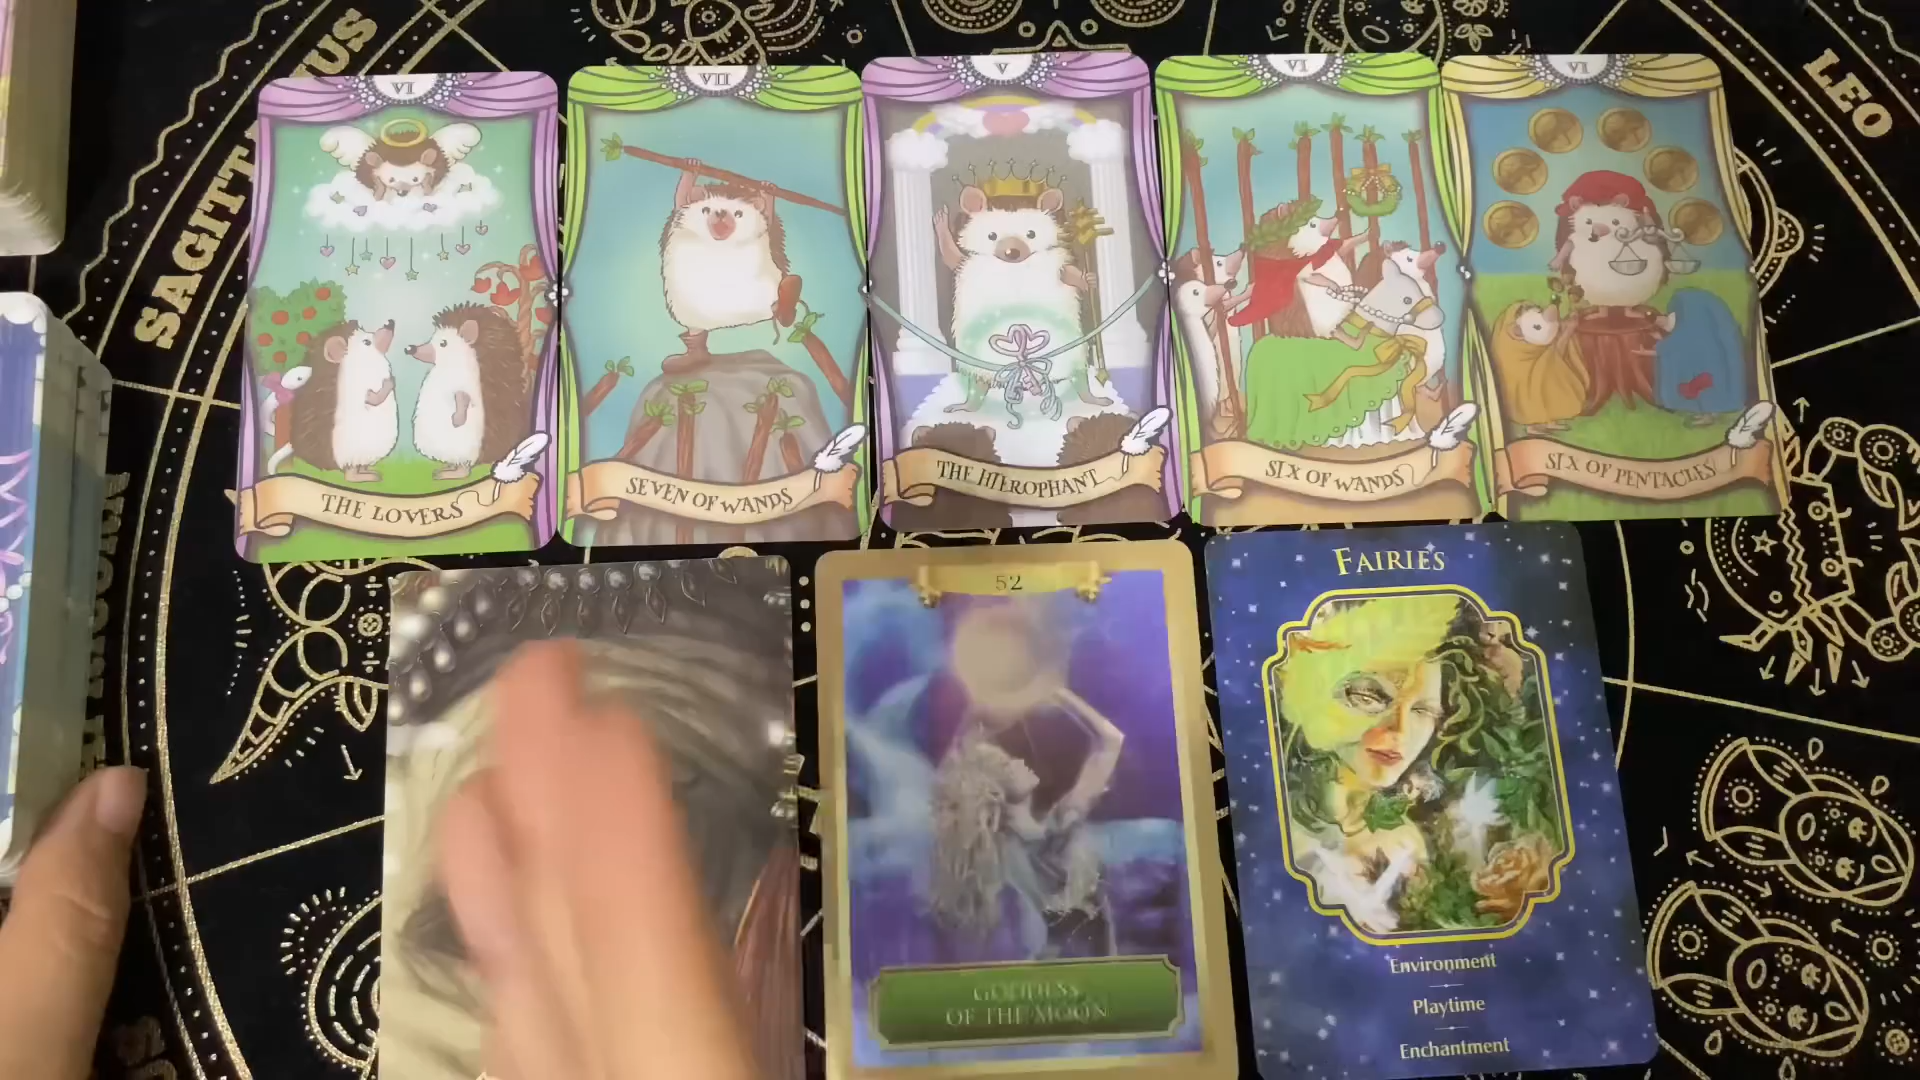 SAGITTARIUS
LEO
VI
VII
V
VI
VI
THE LOVERS
SEVEN OF WANDS
THE HIEROPHANT
SIX OF WANDS
SIX OF PENTACLES
52
GODDESS
OF THE MOON
FAIRIES
Environment
Playtime
Enchantment